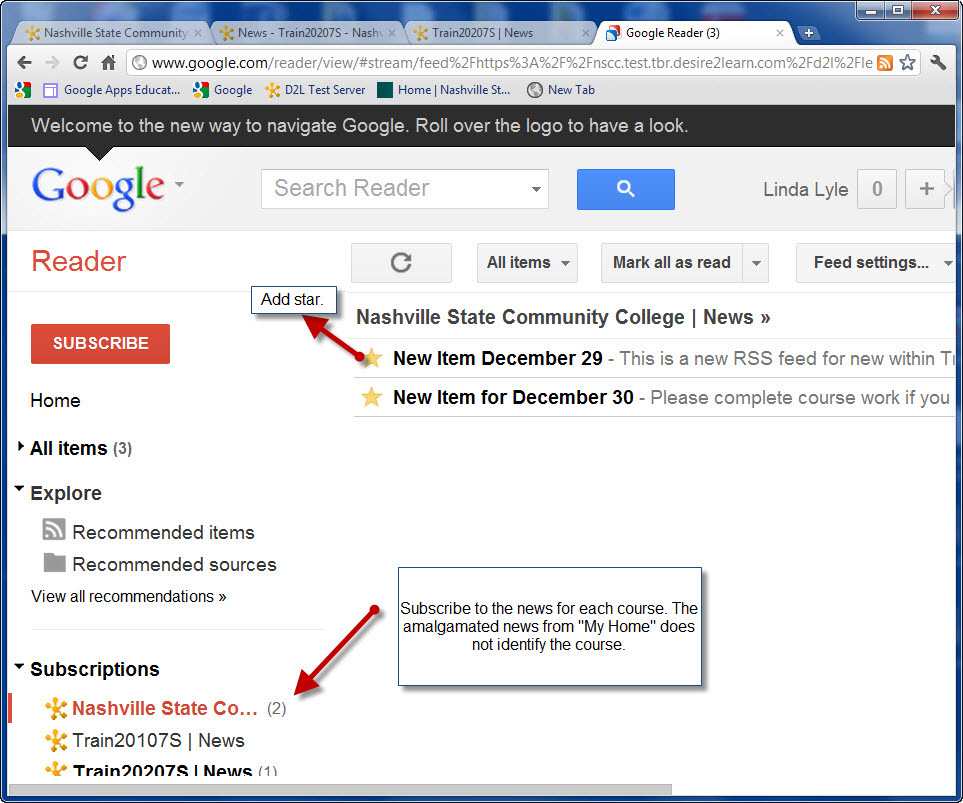 Nashville State Community
News - Train20207S - Nash
Train20207S | News
Google Reader (3)
www.google.com/reader/view/#stream/feed%2Fhttps%3A%2F%2Fnscc.test.tbr.desire2learn.com%2Fd2l%2Fle
Google Apps Educat...
Google
D2L Test Server
Home | Nashville St...
New Tab
Welcome to the new way to navigate Google. Roll over the logo to have a look.
Google
Search Reader
Linda Lyle
0
+
Reader
All items
Mark all as read
Feed settings...
Add star.
Nashville State Community College | News »
SUBSCRIBE
New Item December 29 - This is a new RSS feed for new within Tr
New Item for December 30 - Please complete course work if you
Home
All items (3)
Explore
Recommended items
Recommended sources
View all recommendations »
Subscribe to the news for each course. The
amalgamated news from "My Home" does
not identify the course.
Subscriptions
Nashville State Co... (2)
Train20107S | News
Train20207S | News (1)